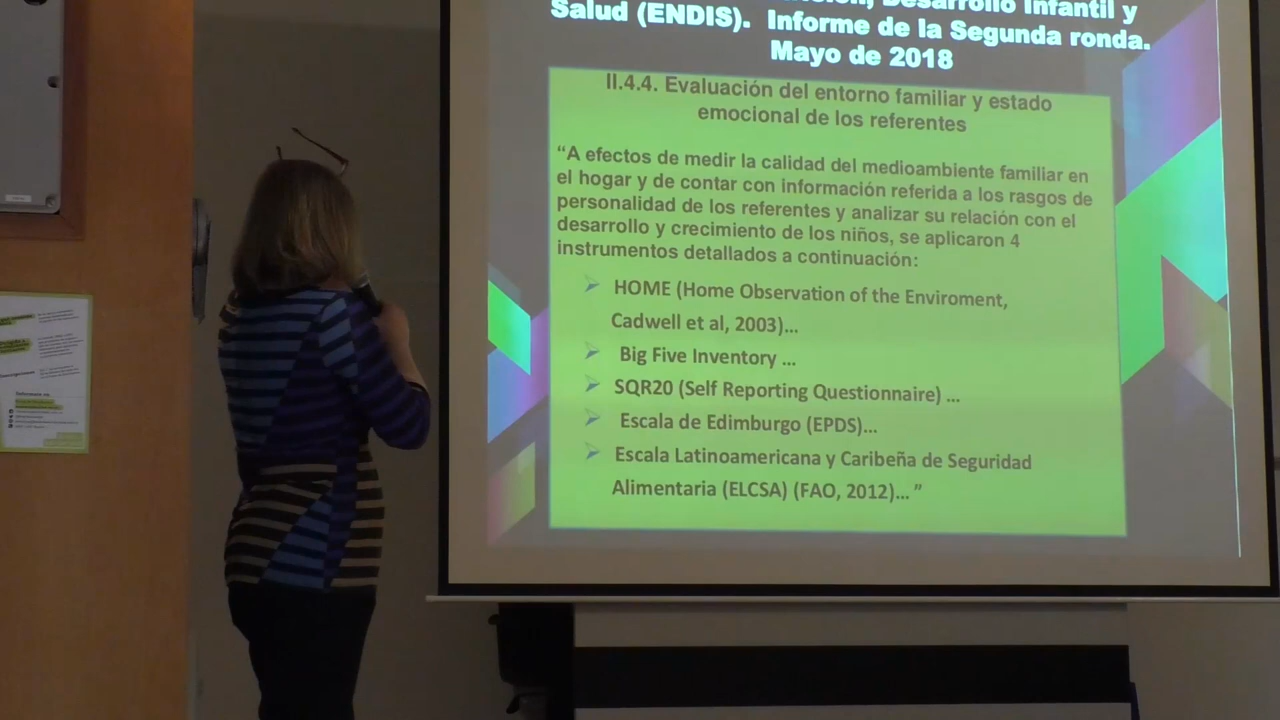 Desarrollo Infantil y
Salud (ENDIS). Informe de la Segunda ronda.
Mayo de 2018
II.4.4. Evaluación del entorno familiar y estado
emocional de los referentes
“A efectos de medir la calidad del medioambiente familiar en
el hogar y de contar con información referida a los rasgos de
personalidad de los referentes y analizar su relación con el
desarrollo y crecimiento de los niños, se aplicaron 4
instrumentos detallados a continuación:
HOME (Home Observation of the Enviroment,
Cadwell et al, 2003)…
Big Five Inventory …
SQR20 (Self Reporting Questionnaire) …
Escala de Edimburgo (EPDS)…
Escala Latinoamericana y Caribeña de Seguridad
Alimentaria (ELCSA) (FAO, 2012)… ”